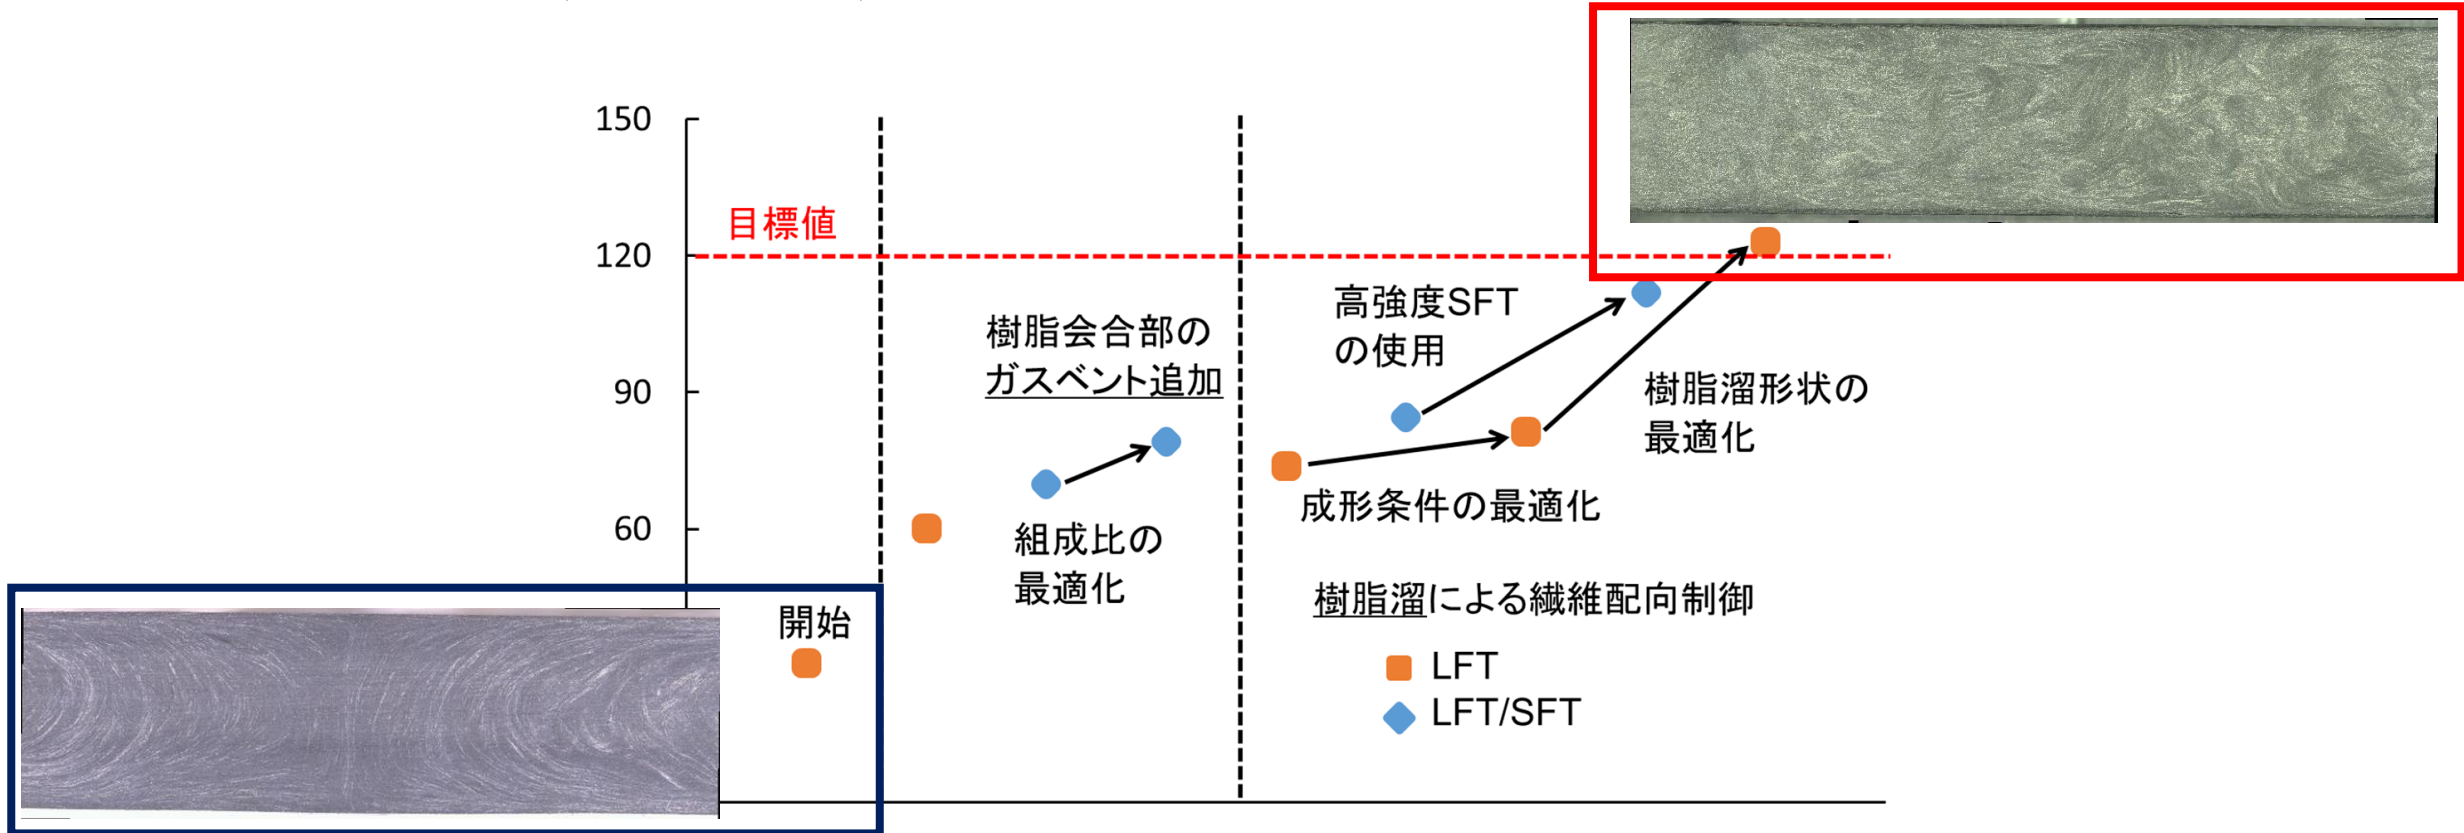 150
目標値
120
高強度SFT
の使用
樹脂会合部の
ガスベント追加
90
樹脂溜形状の
最適化
成形条件の最適化
60
組成比の
最適化
樹脂溜による繊維配向制御
開始
LFT
LFT/SFT